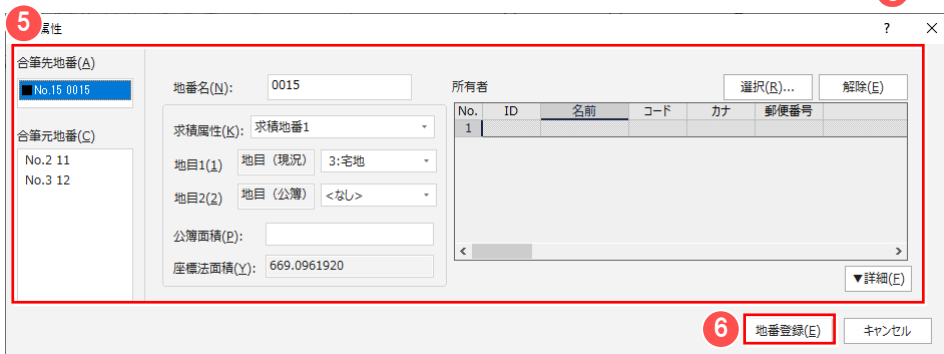 5
属性
?
×
合筆先地番(A)
No.15 0015
合筆元地番(C)
No.2 11
No.3 12
地番名(N):
0015
求積属性(K):
求積地番1
地目1(1)
地目（現況）
3:宅地
地目2(2)
地目（公簿）
<なし>
公簿面積(P):
座標法面積(Y):
669.0961920
所有者
選択(R)...
解除(E)
No. ID 名前 コード カナ 郵便番号
1
▼詳細(F)
6
地番登録(E)
キャンセル